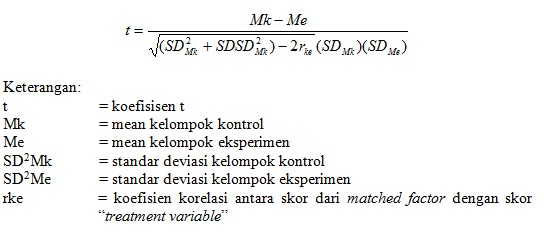 t = Mk – Me / √(SD²Mk + SDSD²Mk) – 2rke (SDMk)(SDMe)
Keterangan:
t = koefisisen t
Mk = mean kelompok kontrol
Me = mean kelompok eksperimen
SD²Mk = standar deviasi kelompok kontrol
SD²Me = standar deviasi kelompok eksperimen
rke = koefisien korelasi antara skor dari matched factor dengan skor
“treatment variable”